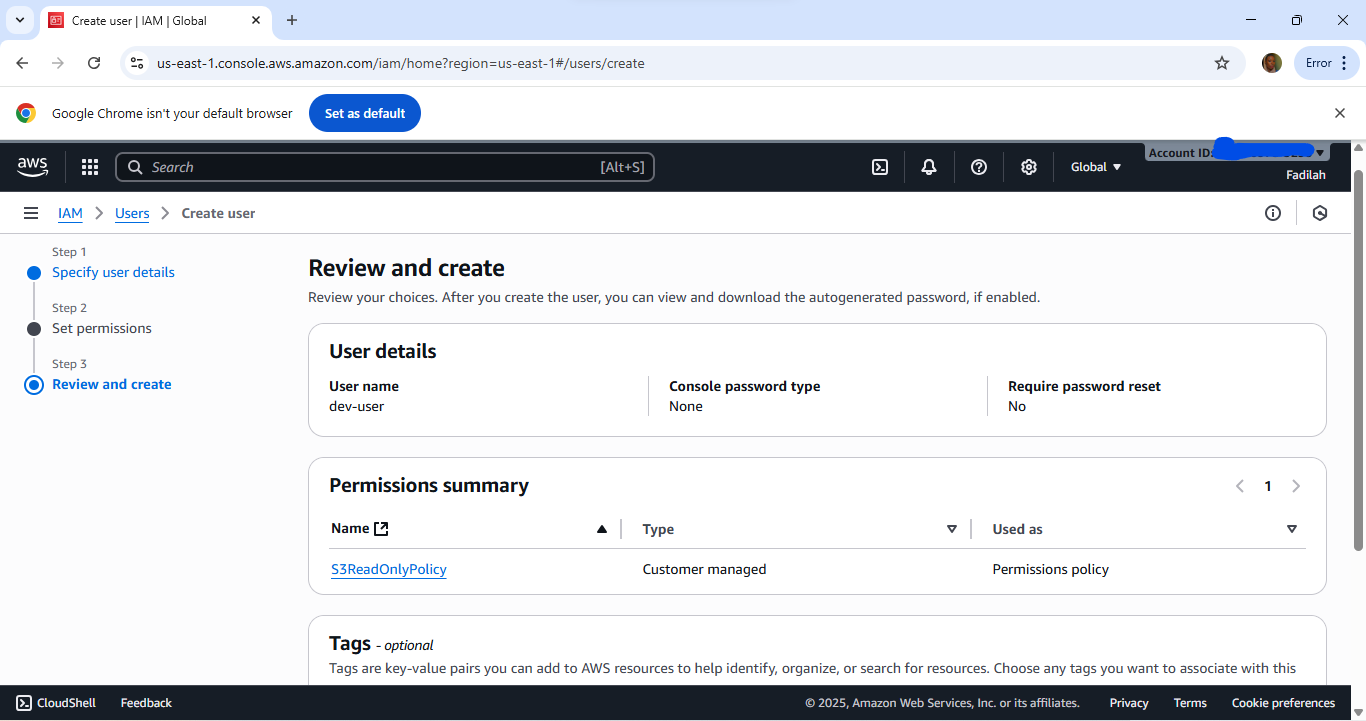 Create user | IAM | Global
us-east-1.console.aws.amazon.com/iam/home?region=us-east-1#/users/create
Error
Google Chrome isn't your default browser
Set as default
aws
Search
[Alt+S]
Global
Account ID:
Fadilah
IAM
Users
Create user
Step 1
Specify user details
Step 2
Set permissions
Step 3
Review and create
Review and create
Review your choices. After you create the user, you can view and download the autogenerated password, if enabled.
User details
User name
dev-user
Console password type
None
Require password reset
No
Permissions summary
1
Name
Type
Used as
S3ReadOnlyPolicy
Customer managed
Permissions policy
Tags - optional
Tags are key-value pairs you can add to AWS resources to help identify, organize, or search for resources. Choose any tags you want to associate with this
CloudShell
Feedback
© 2025, Amazon Web Services, Inc. or its affiliates.
Privacy
Terms
Cookie preferences